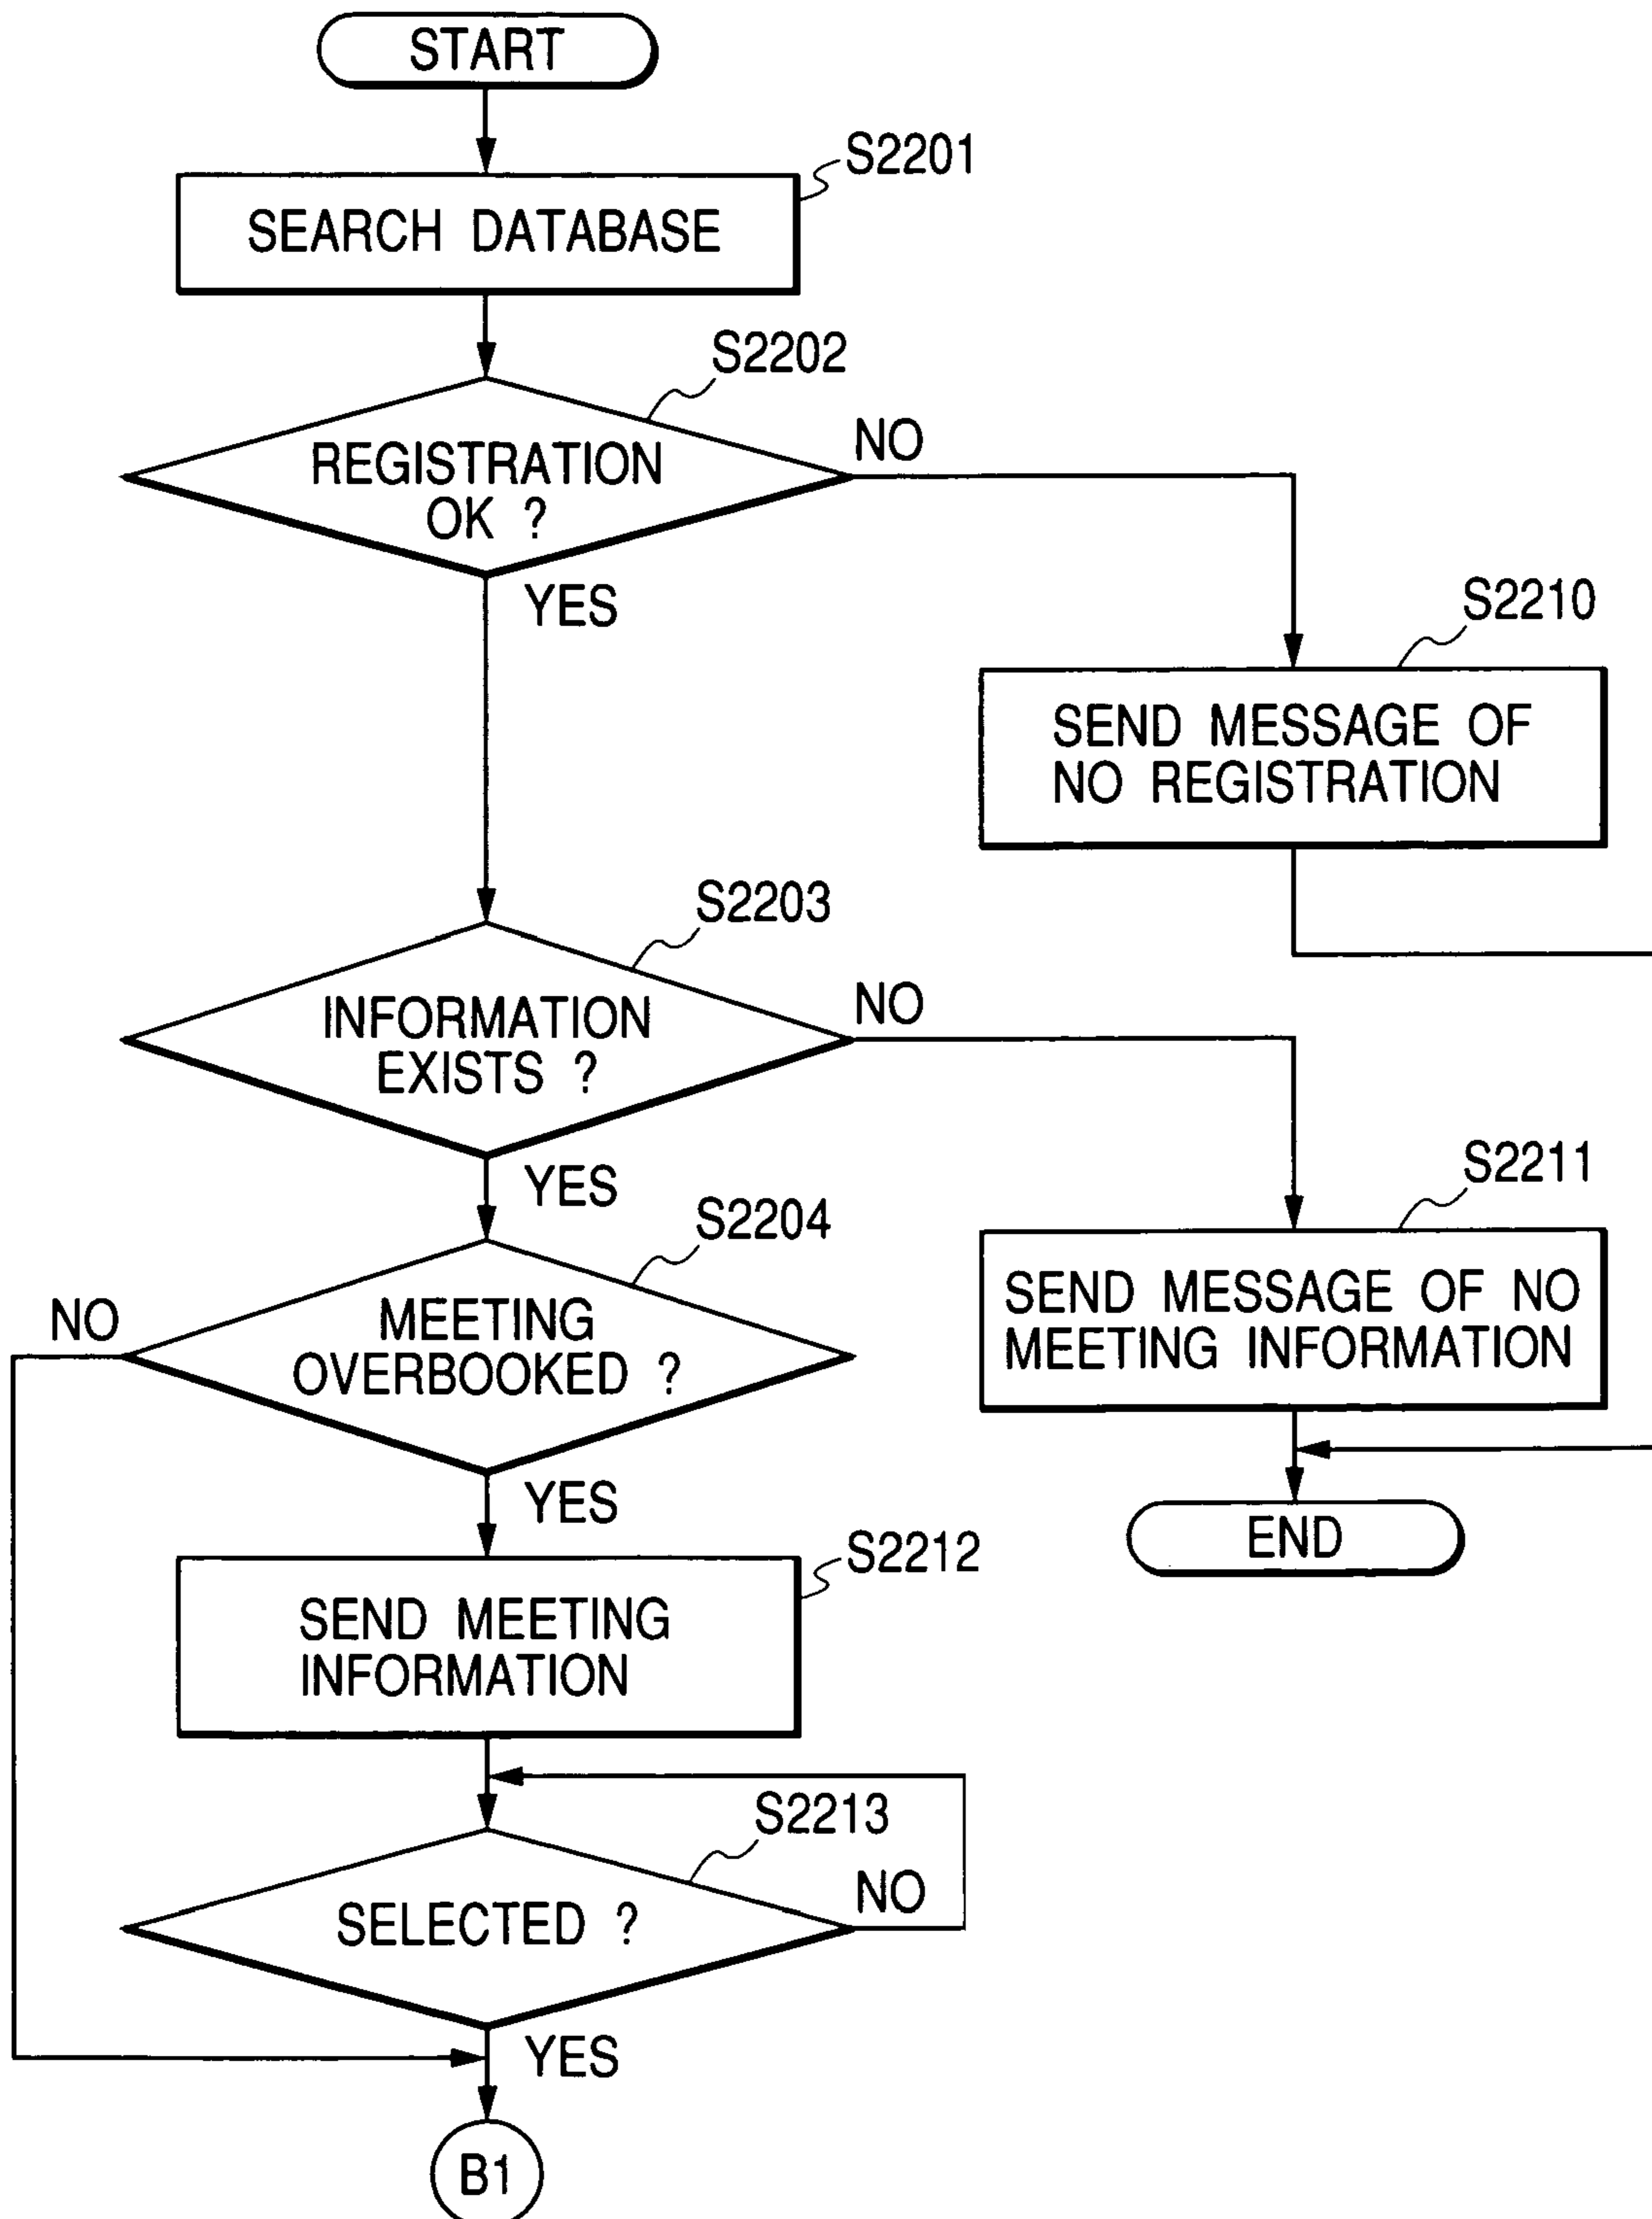 START
S2201
SEARCH DATABASE
S2202
REGISTRATION
OK ?
NO
YES
S2210
SEND MESSAGE OF
NO REGISTRATION
S2203
INFORMATION
EXISTS ?
NO
YES
S2211
SEND MESSAGE OF NO
MEETING INFORMATION
S2204
NO
MEETING
OVERBOOKED ?
YES
END
S2212
SEND MEETING
INFORMATION
S2213
SELECTED ?
NO
YES
B1